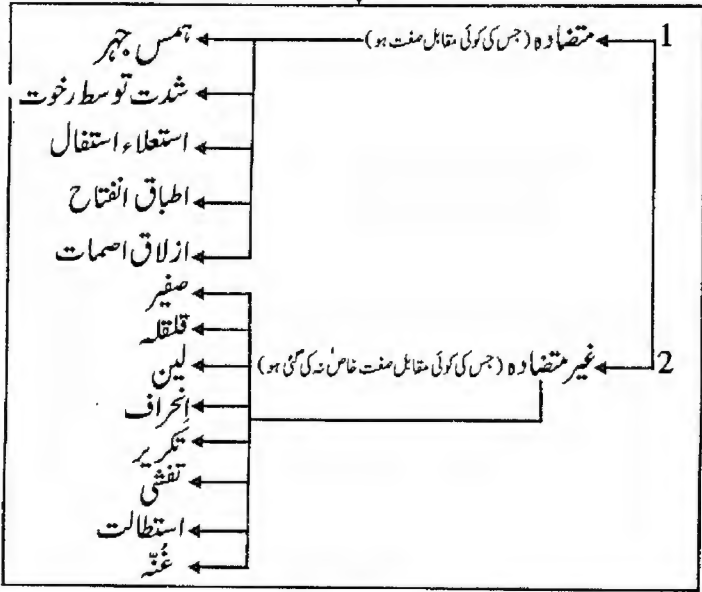 1 متضادہ (جس کی کوئی مقابل صفت ہو)
ہمس جہر
شدت توسط رخوت
استعلاء استفال
اطباق انفتاح
ازلاق اصمات
2 غیر متضادہ (جس کی کوئی مقابل صفت خاص نہ کی گئی ہو)
صفیر
قلقلہ
لین
اِنحراف
تکریر
تفشی
استطالت
غُنّہ